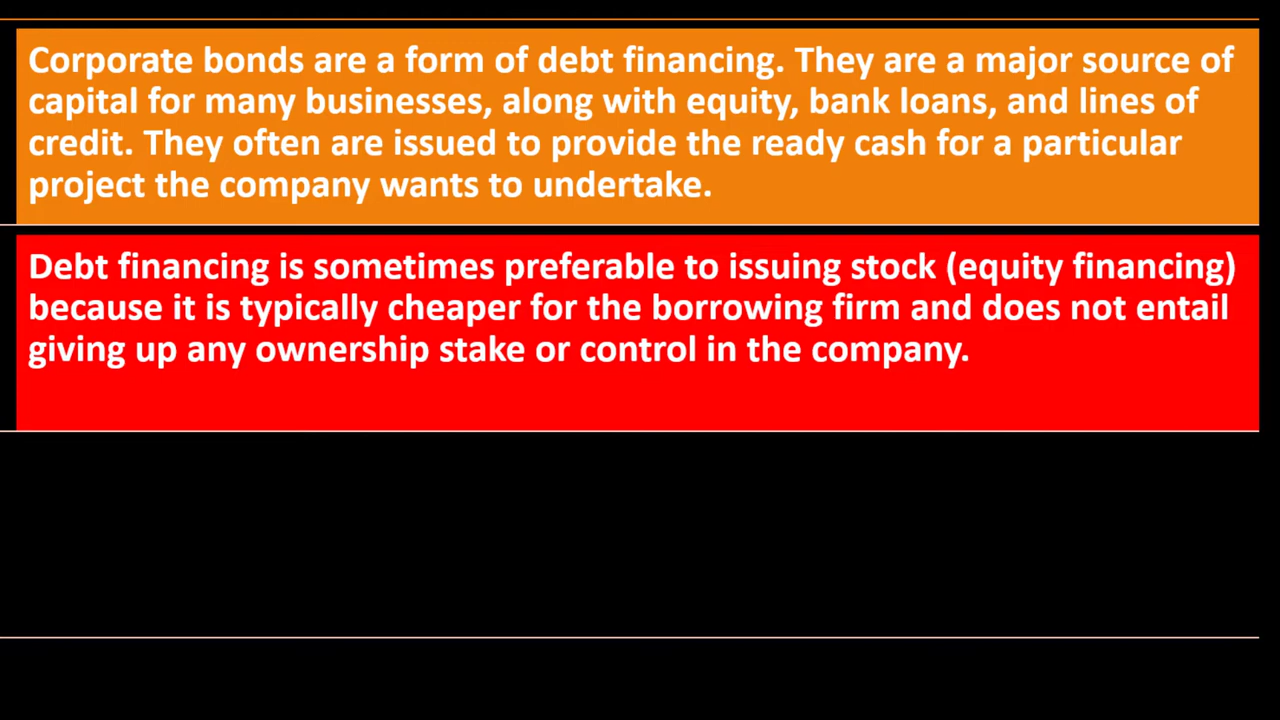 Corporate bonds are a form of debt financing. They are a major source of
capital for many businesses, along with equity, bank loans, and lines of
credit. They often are issued to provide the ready cash for a particular
project the company wants to undertake.
Debt financing is sometimes preferable to issuing stock (equity financing)
because it is typically cheaper for the borrowing firm and does not entail
giving up any ownership stake or control in the company.